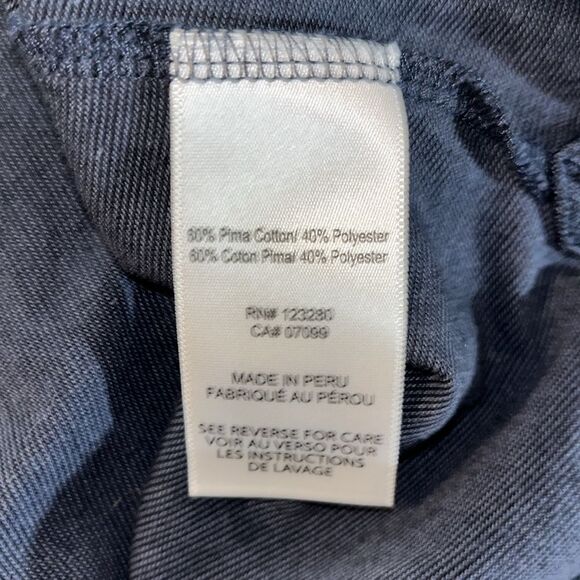 60% Pima Cotton/ 40% Polyester
60% Coton Pima/ 40% Polyester
RN# 123280
CA# 07099
MADE IN PERU
FABRIQUÉ AU PÉROU
SEE REVERSE FOR CARE
VOIR AU VERSO POUR
LES INSTRUCTIONS
DE LAVAGE